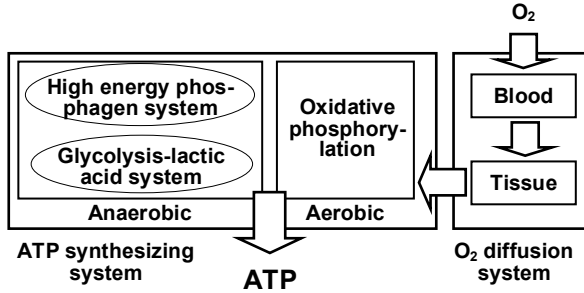 O₂
High energy phos-
phagen system
Glycolysis-lactic
acid system
Anaerobic
Oxidative
phosphory-
lation
Aerobic
Blood
Tissue
ATP synthesizing
system
ATP
O₂ diffusion
system